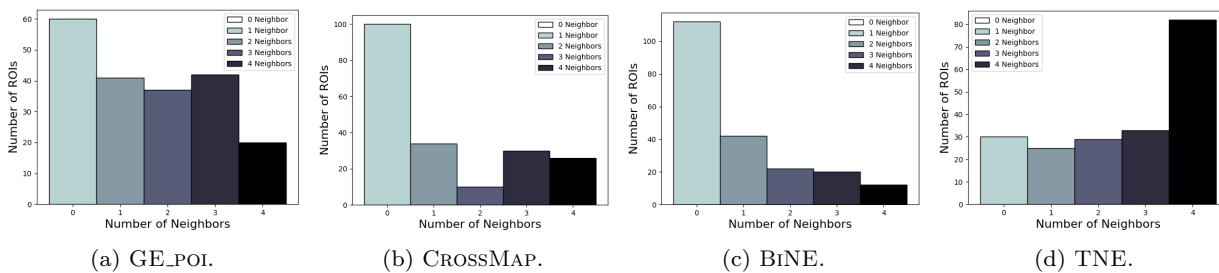 60
50
40
30
20
10
0
Number of ROIs
0 1 2 3 4
Number of Neighbors
0 Neighbor
1 Neighbor
2 Neighbors
3 Neighbors
4 Neighbors
(a) GE_POI.
100
80
60
40
20
0
Number of ROIs
0 1 2 3 4
Number of Neighbors
0 Neighbor
1 Neighbor
2 Neighbors
3 Neighbors
4 Neighbors
(b) CROSSMAP.
100
80
60
40
20
0
Number of ROIs
0 1 2 3 4
Number of Neighbors
0 Neighbor
1 Neighbor
2 Neighbors
3 Neighbors
4 Neighbors
(c) BINE.
80
70
60
50
40
30
20
10
0
Number of ROIs
0 1 2 3 4
Number of Neighbors
0 Neighbor
1 Neighbor
2 Neighbors
3 Neighbors
4 Neighbors
(d) TNE.